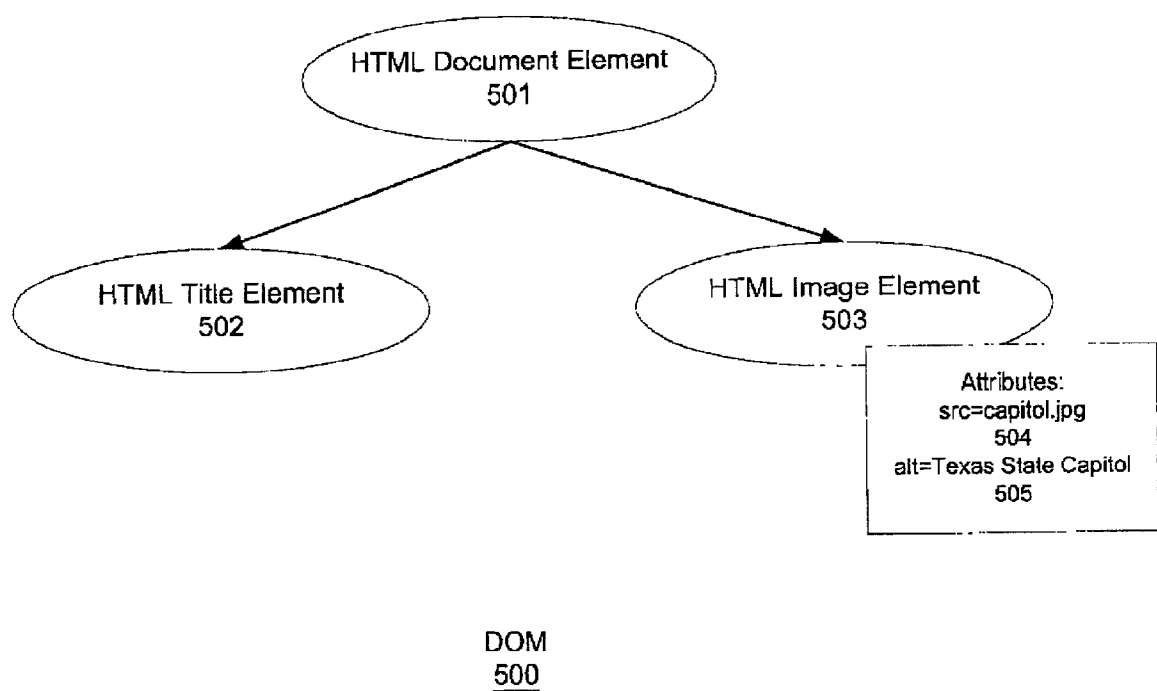 HTML Document Element
501
HTML Title Element
502
HTML Image Element
503
Attributes:
src=capitol.jpg
504
alt=Texas State Capitol
505
DOM
500